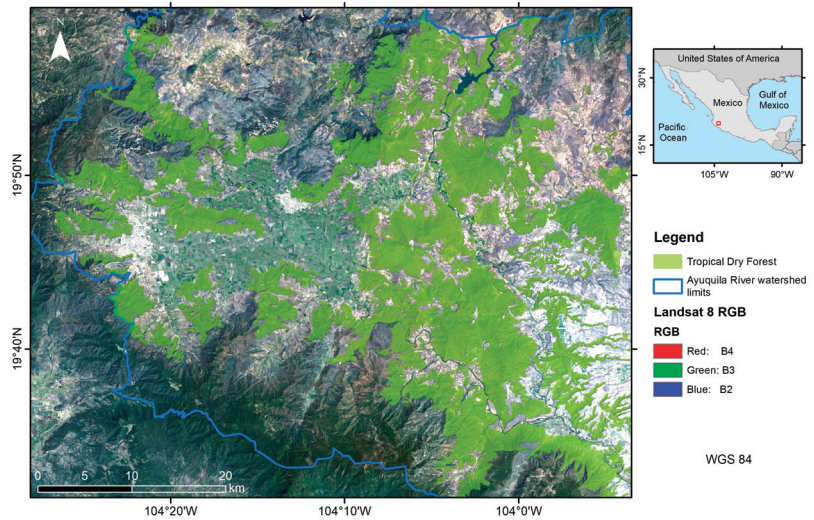 N
19°50'N
19°40'N
0 5 10 20
km
104°20'W 104°10'W 104°0'W
United States of America
Mexico
Gulf of
Mexico
Pacific
Ocean
30°N
15°N
105°W 90°W
Legend
Tropical Dry Forest
Ayuquila River watershed
limits
Landsat 8 RGB
RGB
Red: B4
Green: B3
Blue: B2
WGS 84